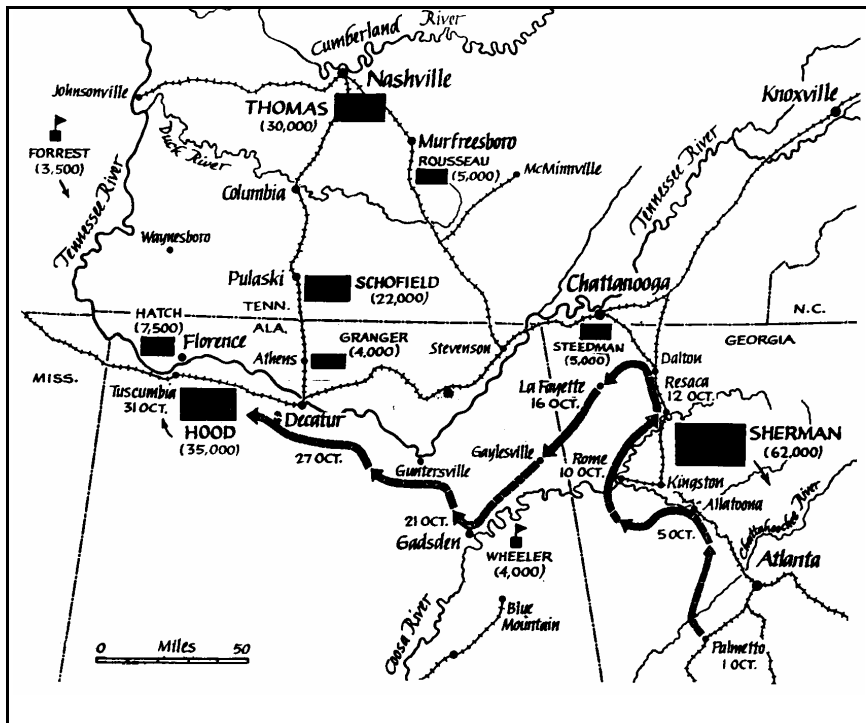 Cumberland
River
Nashville
Johnsonville
THOMAS
(30,000)
Knoxville
FORREST
(3,500)
Duck River
Murfreesboro
ROUSSEAU
(5,000)
McMinnville
Tennessee River
Columbia
Tennessee River
Waynesboro
Pulaski
SCHOFIELD
(22,000)
Chattanooga
TENN.
ALA.
N.C.
GEORGIA
HATCH
(7,500)
Florence
GRANGER
(4,000)
Athens
Stevenson
STEEDMAN
(5,000)
Dalton
MISS.
Tuscumbia
31 OCT.
La Fayette
16 OCT.
Resaca
12 OCT.
HOOD
(35,000)
Decatur
27 OCT.
Guntersville
Gaylesville
Rome
10 OCT.
SHERMAN
(62,000)
Kingston
Allatoona
5 OCT.
Chattahoochee River
21 OCT.
Gadsden
WHEELER
(4,000)
Atlanta
Coosa River
Blue
Mountain
Miles
0
50
Palmetto
1 OCT.